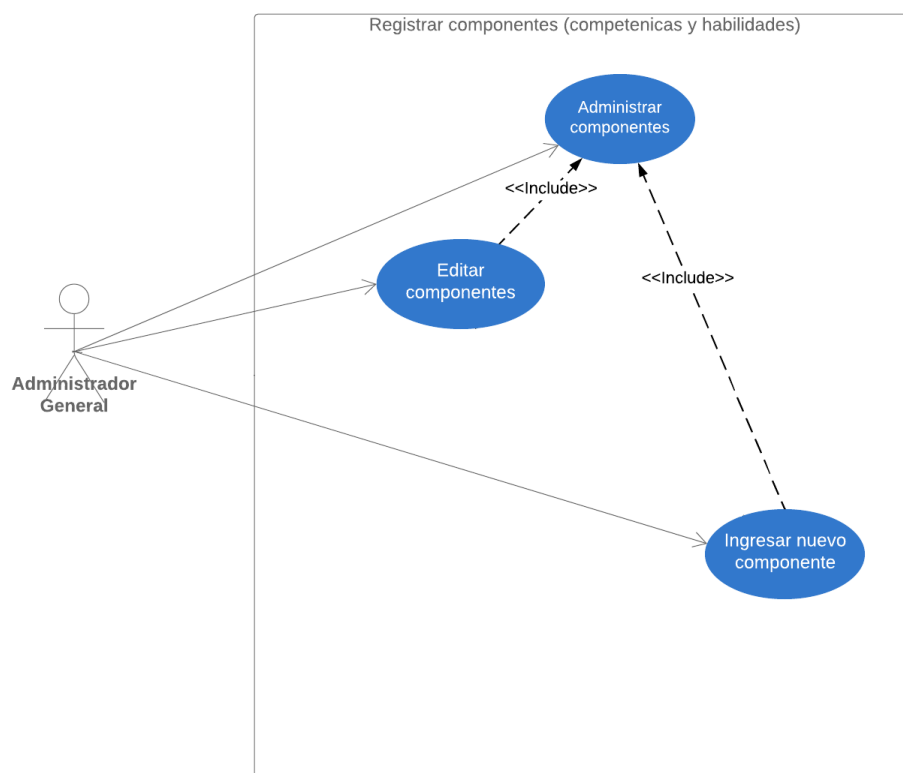 Registrar componentes (competenicas y habilidades)
Administrar
componentes
<<Include>>
Editar
componentes
<<Include>>
Administrador
General
Ingresar nuevo
componente